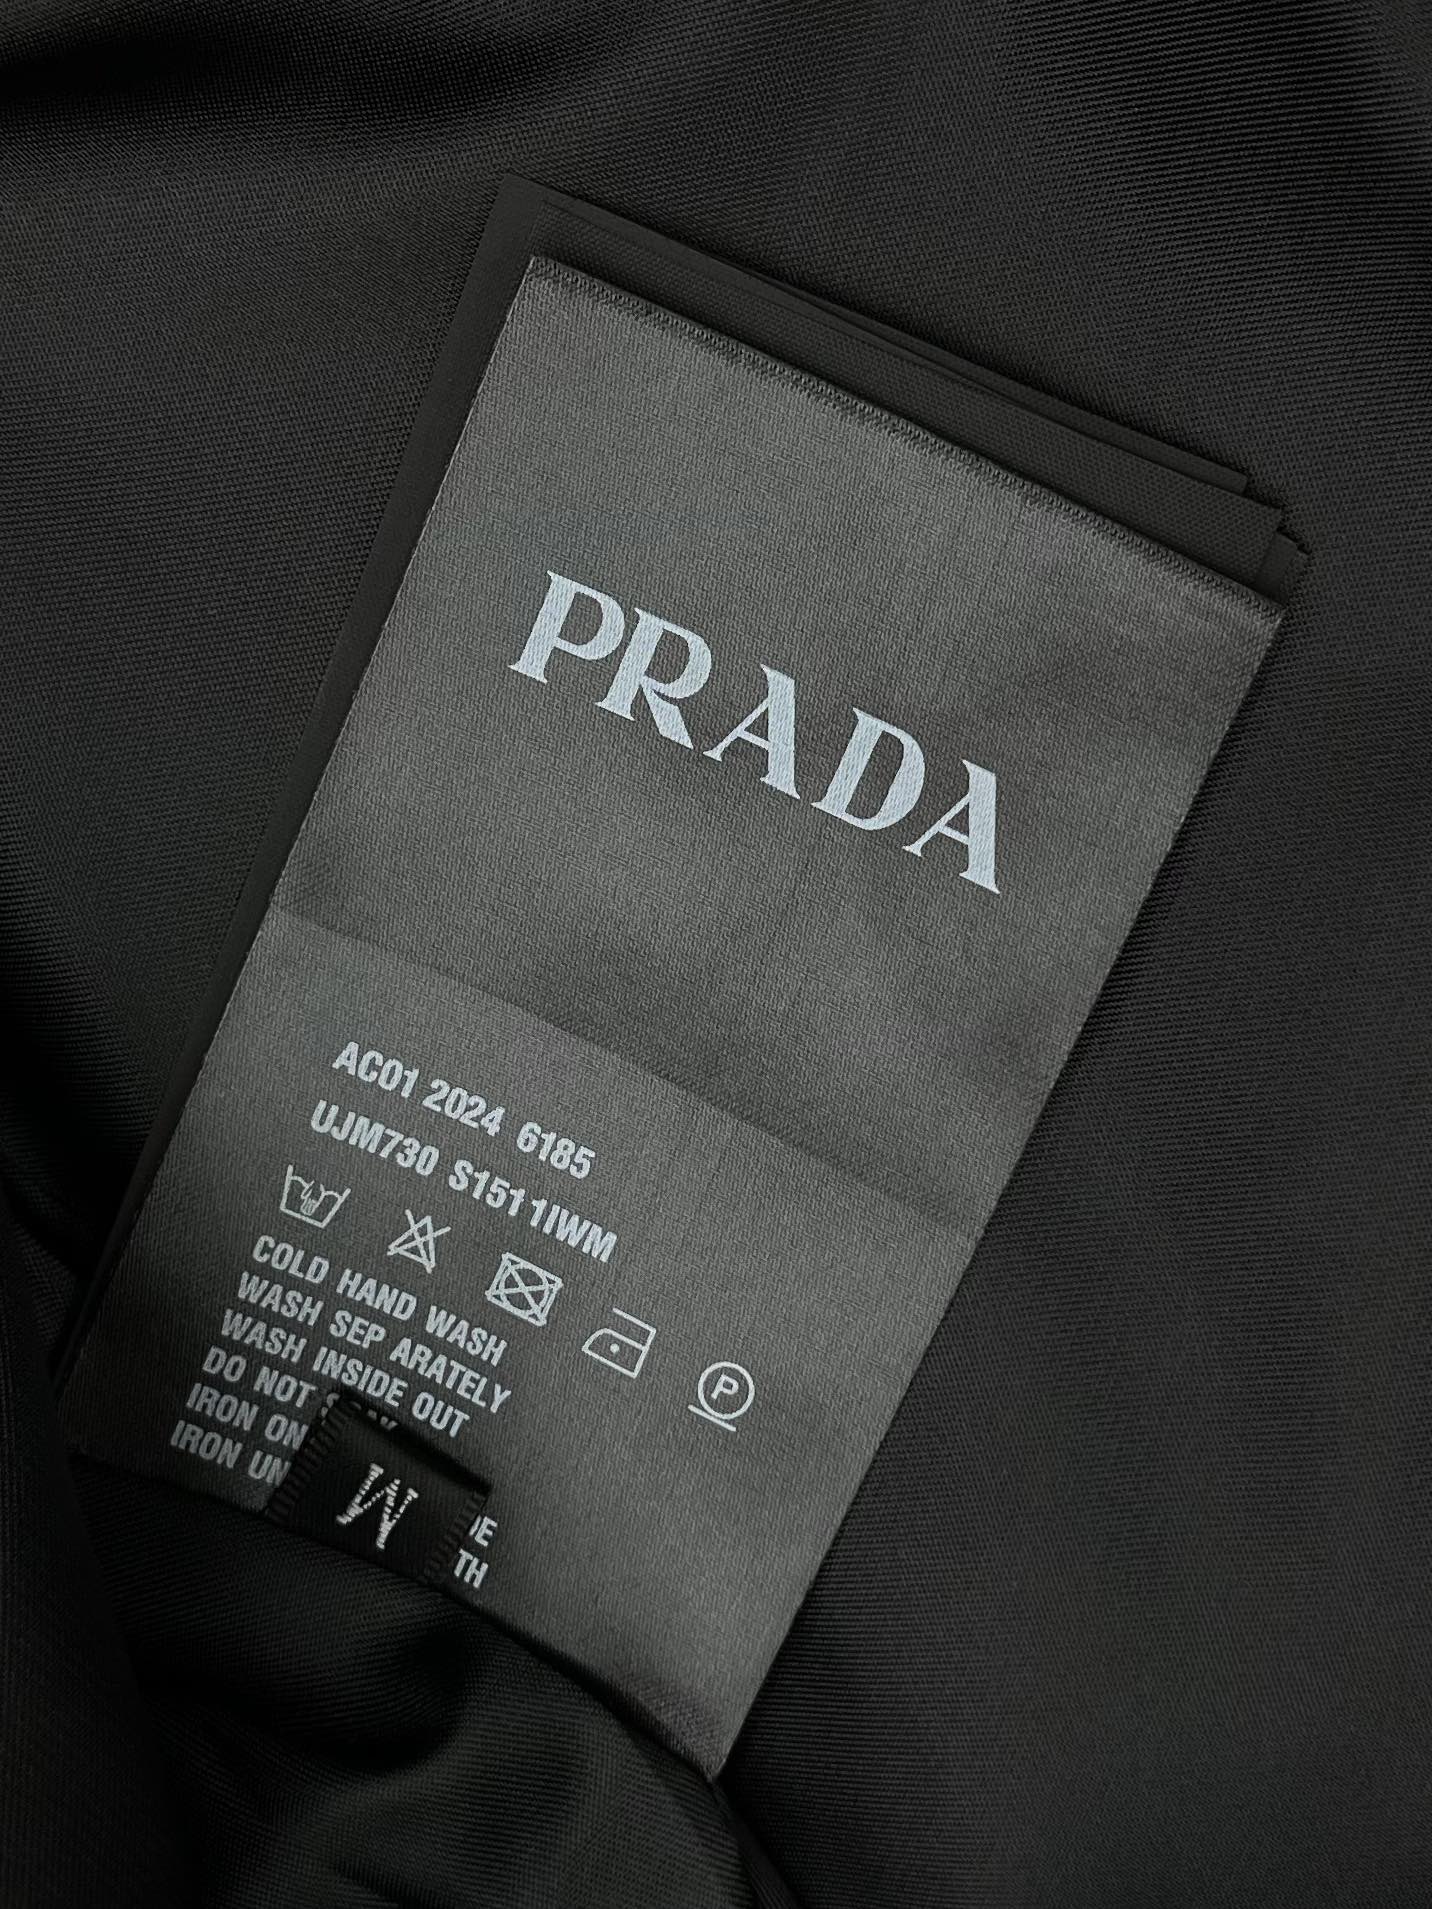 PRADA
AC01 2024 6185
UJM730 S151 1IWM
P
COLD HAND WASH
WASH SEP ARATELY
WASH INSIDE OUT
DO NOT
IRON ON
IRON
M